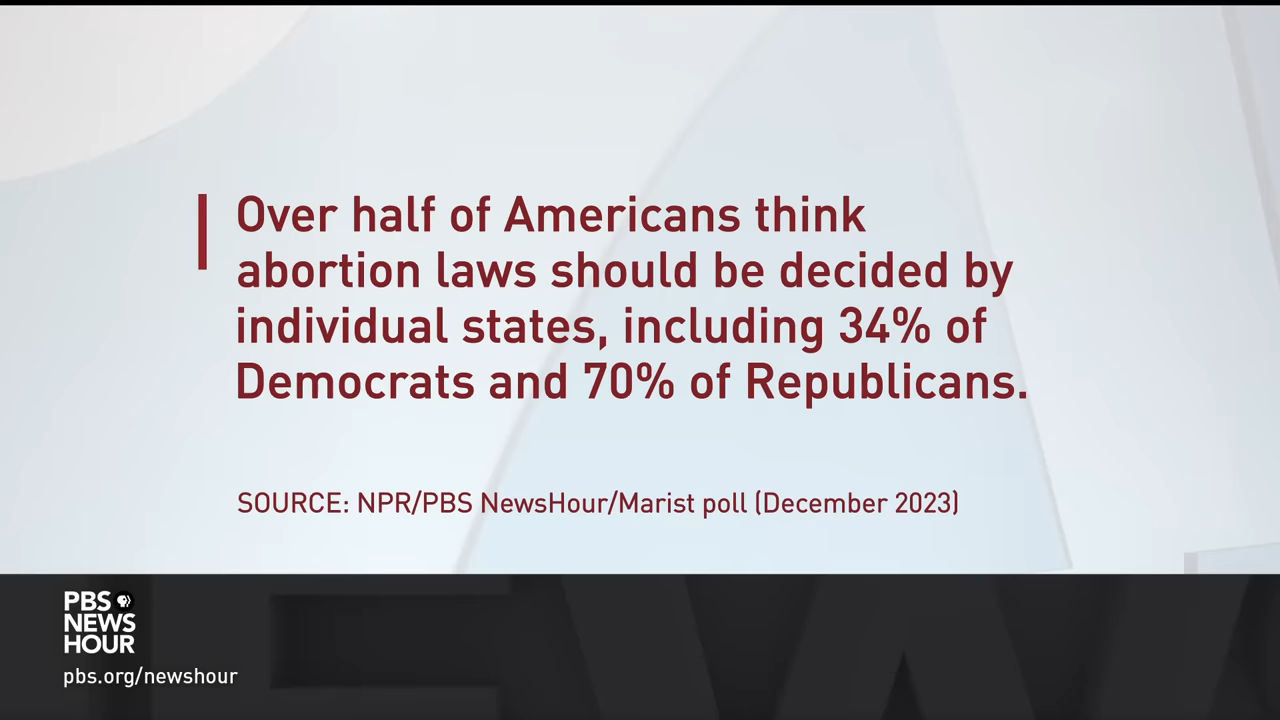 Over half of Americans think
abortion laws should be decided by
individual states, including 34% of
Democrats and 70% of Republicans.
SOURCE: NPR/PBS NewsHour/Marist poll (December 2023)
PBS
NEWS
HOUR
pbs.org/newshour